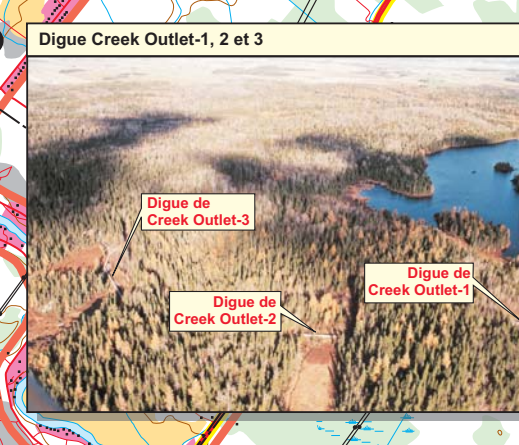 Digue Creek Outlet-1, 2 et 3
Digue de
Creek Outlet-3
Digue de
Creek Outlet-1
Digue de
Creek Outlet-2